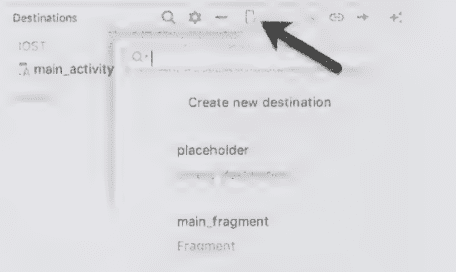 Destinations
main_activity
Create new destination
placeholder
main_fragment
Fragment